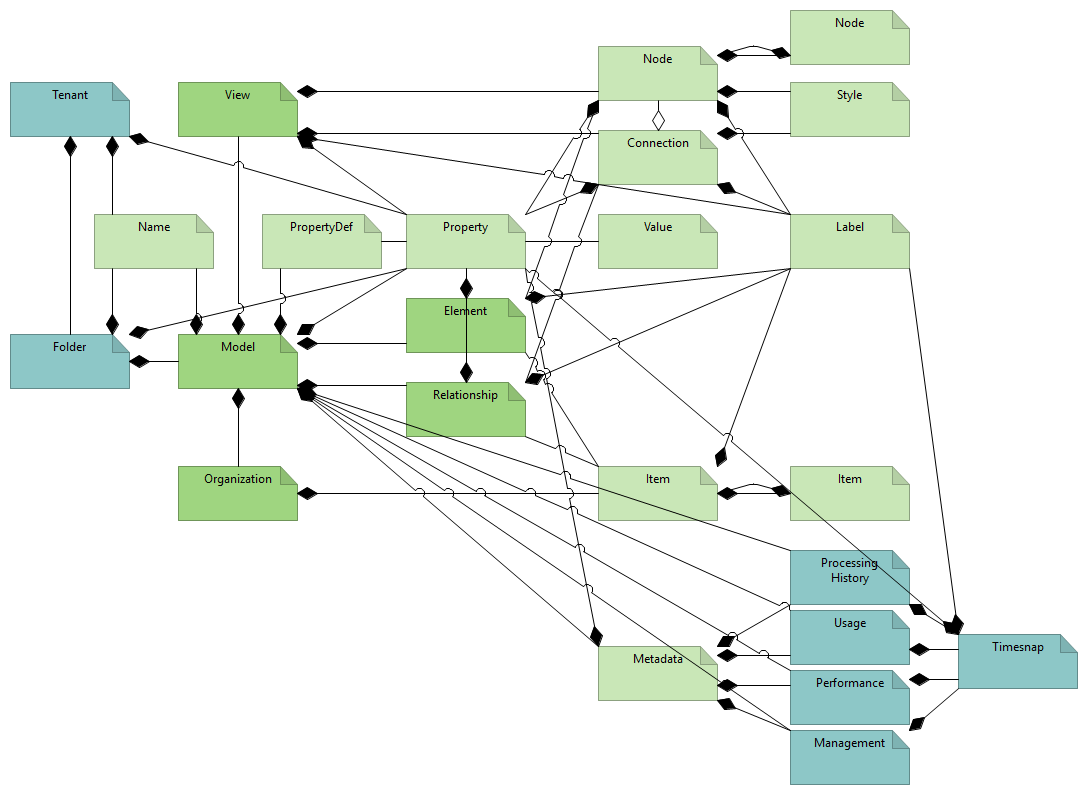 Node
Node
Tenant
View
Style
Connection
Name
PropertyDef
Property
Value
Label
Element
Folder
Model
Relationship
Organization
Item
Item
Processing
History
Usage
Timesnap
Metadata
Performance
Management